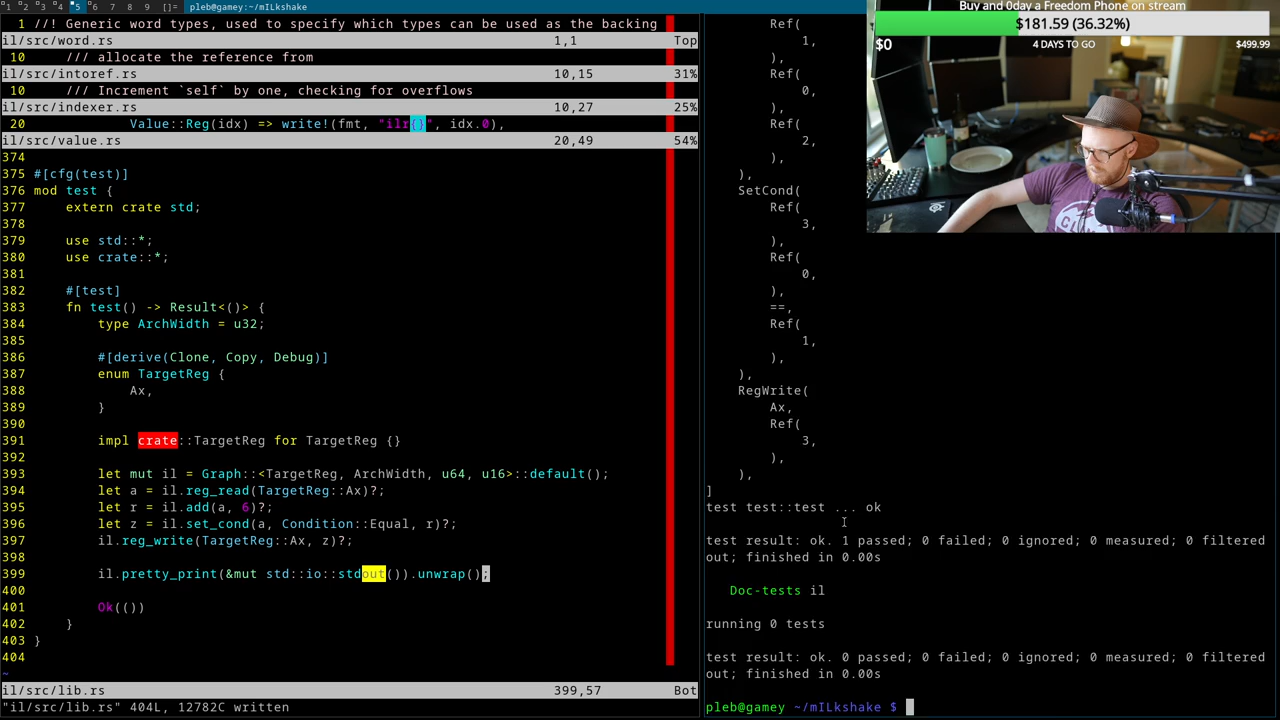 1 2 3 4 5 6 7 8 9 []= pleb@gamey:~/mILkshake
1 //! Generic word types, used to specify which types can be used as the backing
il/src/word.rs 1,1 Top
10 /// allocate the reference from
il/src/intoref.rs 10,15 31%
10 /// Increment `self` by one, checking for overflows
il/src/indexer.rs 10,27 25%
20 Value::Reg(idx) => write!(fmt, "ilr{}", idx.0),
il/src/value.rs 20,49 54%
374
375 #[cfg(test)]
376 mod test {
377 extern crate std;
378
379 use std::*;
380 use crate::*;
381
382 #[test]
383 fn test() -> Result<()> {
384 type ArchWidth = u32;
385
386 #[derive(Clone, Copy, Debug)]
387 enum TargetReg {
388 Ax,
389 }
390
391 impl crate::TargetReg for TargetReg {}
392
393 let mut il = Graph::<TargetReg, ArchWidth, u64, u16>::default();
394 let a = il.reg_read(TargetReg::Ax)?;
395 let r = il.add(a, 6)?;
396 let z = il.set_cond(a, Condition::Equal, r)?;
397 il.reg_write(TargetReg::Ax, z)?;
398
399 il.pretty_print(&mut std::io::stdout()).unwrap();
400
401 Ok(())
402 }
403 }
404
~
il/src/lib.rs 399,57 Bot
"il/src/lib.rs" 404L, 12782C written
Ref(
1,
),
Ref(
0,
),
Ref(
2,
),
),
SetCond(
Ref(
3,
),
Ref(
0,
),
==,
Ref(
1,
),
),
RegWrite(
Ax,
Ref(
3,
),
),
]
test test::test ... ok
test result: ok. 1 passed; 0 failed; 0 ignored; 0 measured; 0 filtered
out; finished in 0.00s
Doc-tests il
running 0 tests
test result: ok. 0 passed; 0 failed; 0 ignored; 0 measured; 0 filtered
out; finished in 0.00s
pleb@gamey ~/mILkshake $
Buy and 0day a Freedom Phone on stream
$181.59 (36.32%)
$0 4 DAYS TO GO $499.99